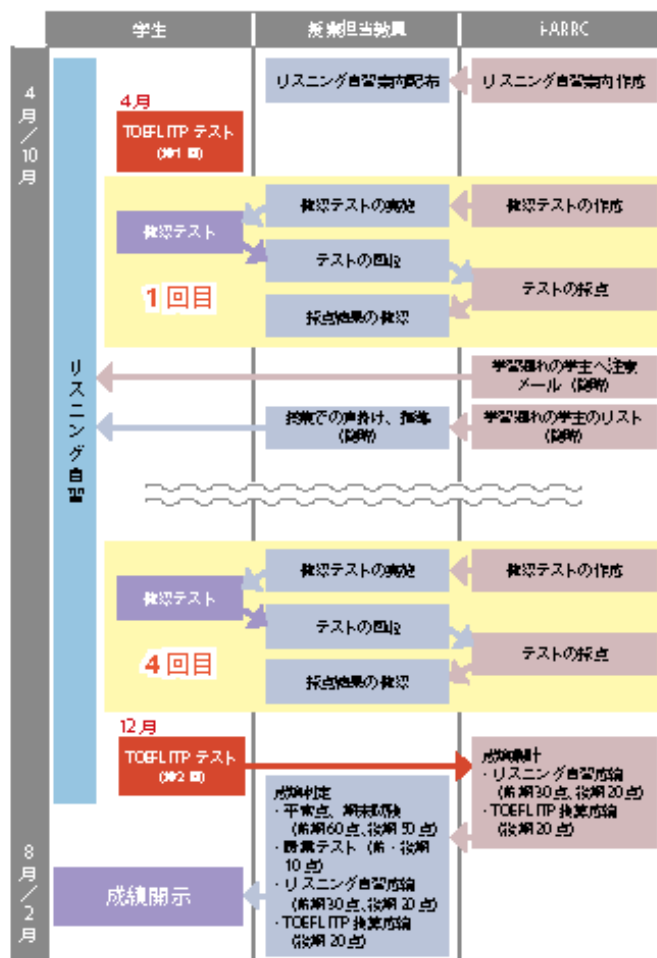 学生
授業担当教員
i-ARRC
4月／10月
リスニング自習案内配布
リスニング自習案内作成
4月
TOEFL ITP テスト
(第1回)
確認テストの実施
確認テストの作成
確認テスト
テストの回収
テストの採点
1回目
採点結果の確認
リスニング自習
学習遅れの学生へ注意
メール（随時）
授業での声掛け、指導
（随時）
学習遅れの学生のリスト
（随時）
確認テストの実施
確認テストの作成
確認テスト
テストの回収
テストの採点
4回目
採点結果の確認
12月
TOEFL ITP テスト
(第2回)
成績集計
・リスニング自習成績
（前期30点、後期20点）
・TOEFL ITP 換算成績
（後期20点）
成績判定
・平常点、期末試験
（前期60点、後期50点）
・語彙テスト（前・後期
10点）
・リスニング自習成績
（前期30点、後期20点）
・TOEFL ITP 換算成績
（後期20点）
8月／2月
成績開示